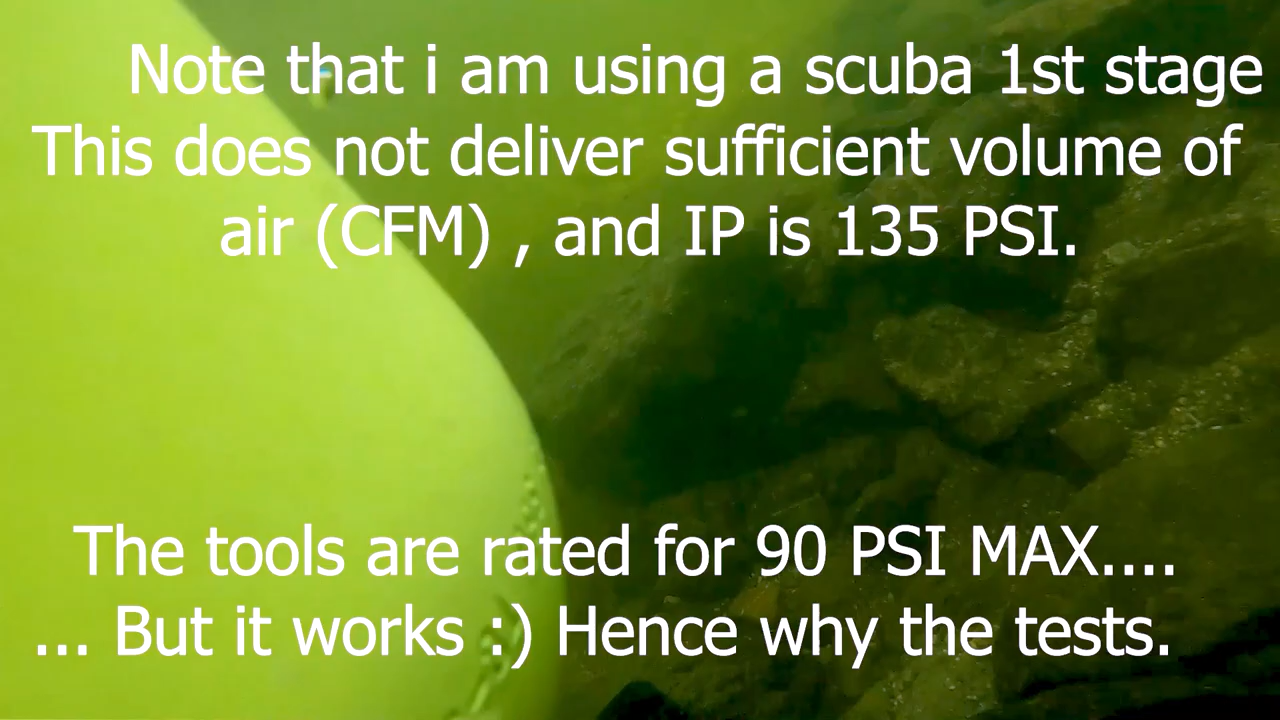 Note that i am using a scuba 1st stage
This does not deliver sufficient volume of
air (CFM) , and IP is 135 PSI.
The tools are rated for 90 PSI MAX....
... But it works :) Hence why the tests.